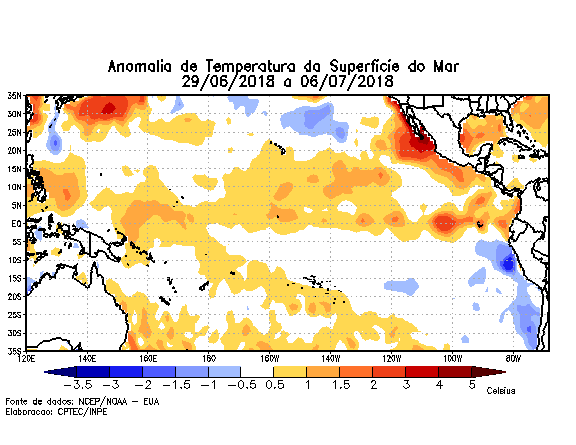 Anomalia de Temperatura da Superfície do Mar
29/06/2018 a 06/07/2018
35N
30N
25N
20N
15N
10N
5N
EQ
5S
10S
15S
20S
25S
30S
35S
120E 140E 160E 180 160W 140W 120W 100W 80W
-3.5 -3 -2 -1.5 -1 -0.5 0.5 1 1.5 2 3 4 5
Celsius
Fonte de dados: NCEP/NOAA - EUA
Elaboracao: CPTEC/INPE